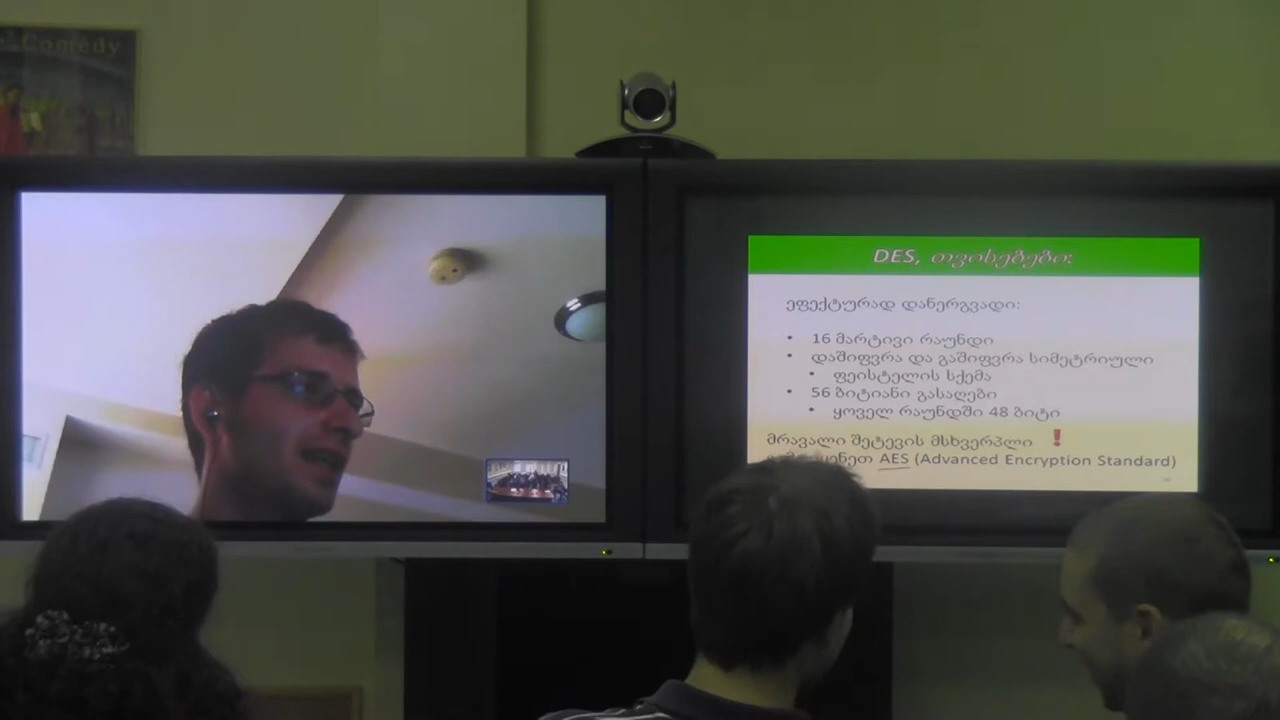 Comedy
DES, თვისებები:
ეფექტურად დანერგვადი:
• 16 მარტივი რაუნდი
• დაშიფვრა და გაშიფვრა სიმეტრიული
• ფეისტელის სქემა
• 56 ბიტიანი გასაღები
• ყოველ რაუნდში 48 ბიტი
მრავალი შეტევის მსხვერპლი !
AES (Advanced Encryption Standard)